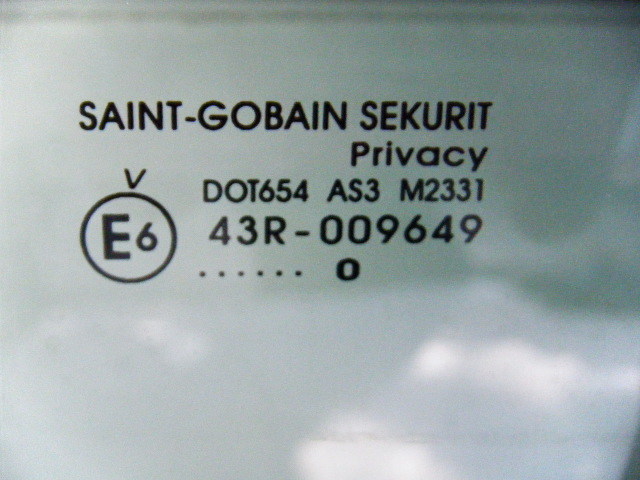 SAINT-GOBAIN SEKURIT
Privacy
V DOT654 AS3 M2331
E6 43R-009649
...... 0